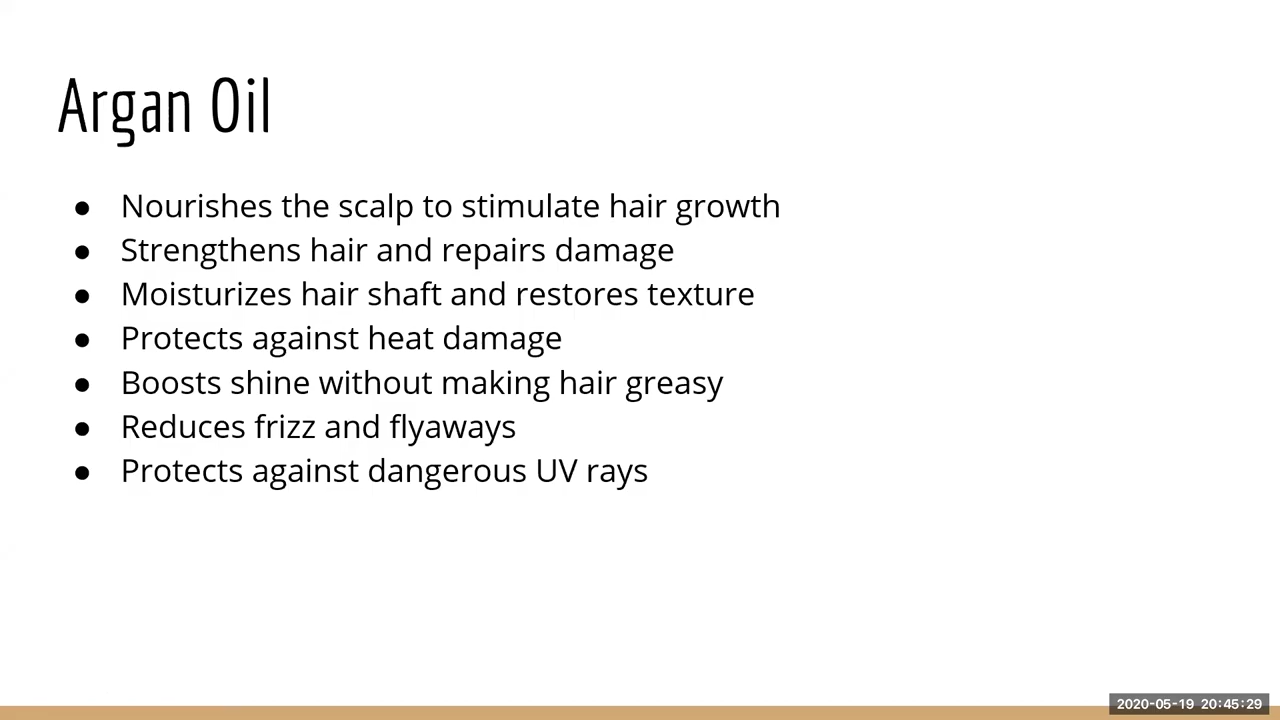 Argan Oil
● Nourishes the scalp to stimulate hair growth
● Strengthens hair and repairs damage
● Moisturizes hair shaft and restores texture
● Protects against heat damage
● Boosts shine without making hair greasy
● Reduces frizz and flyaways
● Protects against dangerous UV rays
2020-05-19 20:45:29